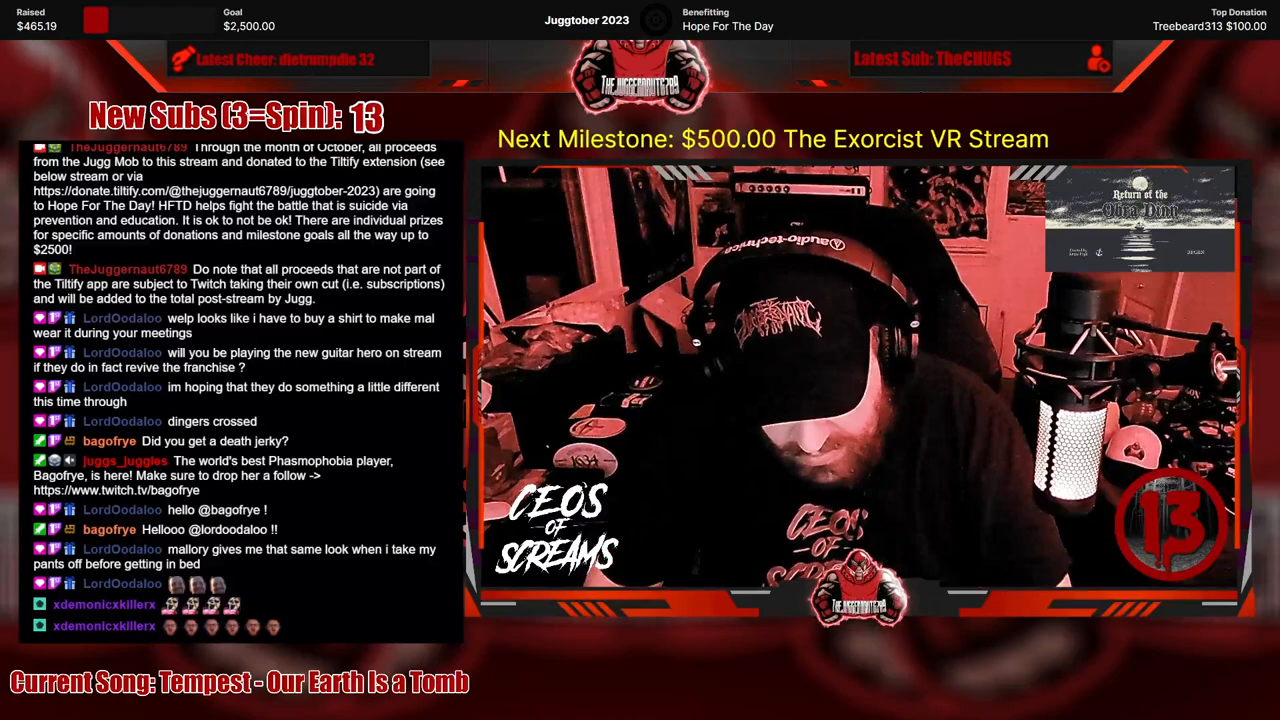 Raised
$465.19
Goal
$2,500.00
Juggtober 2023
Benefitting
Hope For The Day
Top Donation
Treebeard313 $100.00
Latest Cheer: dietrumpdie 32
THEJUGGERNAUT6789
Latest Sub: TheCHUGS
New Subs (3=Spin): 13
Next Milestone: $500.00 The Exorcist VR Stream
TheJuggernaut6789 Through the month of October, all proceeds
from the Jugg Mob to this stream and donated to the Tiltify extension (see
below stream or via
https://donate.tiltify.com/@thejuggernaut6789/juggtober-2023) are going
to Hope For The Day! HFTD helps fight the battle that is suicide via
prevention and education. It is ok to not be ok! There are individual prizes
for specific amounts of donations and milestone goals all the way up to
$2500!
TheJuggernaut6789 Do note that all proceeds that are not part of
the Tiltify app are subject to Twitch taking their own cut (i.e. subscriptions)
and will be added to the total post-stream by Jugg.
LordOodaloo welp looks like i have to buy a shirt to make mal
wear it during your meetings
LordOodaloo will you be playing the new guitar hero on stream
if they do in fact revive the franchise ?
LordOodaloo im hoping that they do something a little different
this time through
LordOodaloo dingers crossed
bagofrye Did you get a death jerky?
juggs_juggies The world's best Phasmophobia player,
Bagofrye, is here! Make sure to drop her a follow ->
https://www.twitch.tv/bagofrye
LordOodaloo hello @bagofrye !
bagofrye Hellooo @lordoodaloo !!
LordOodaloo mallory gives me that same look when i take my
pants off before getting in bed
LordOodaloo
xdemonicxkillerx
xdemonicxkillerx
Return of the
Obra Dinn
audio-technica
1634
CEO'S
OF
SCREAMS
CEO'S
OF
13
THEJUGGERNAUT6789
Current Song: Tempest - Our Earth Is a Tomb